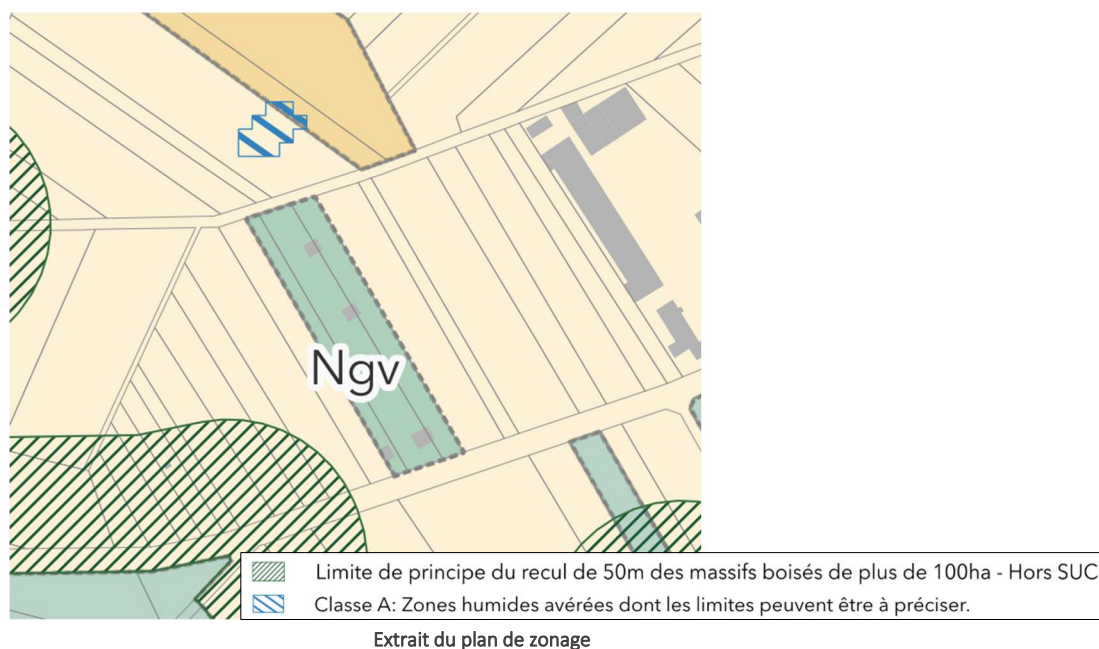 Ngv
Limite de principe du recul de 50m des massifs boisés de plus de 100ha - Hors SUC
Classe A: Zones humides avérées dont les limites peuvent être à préciser.
Extrait du plan de zonage